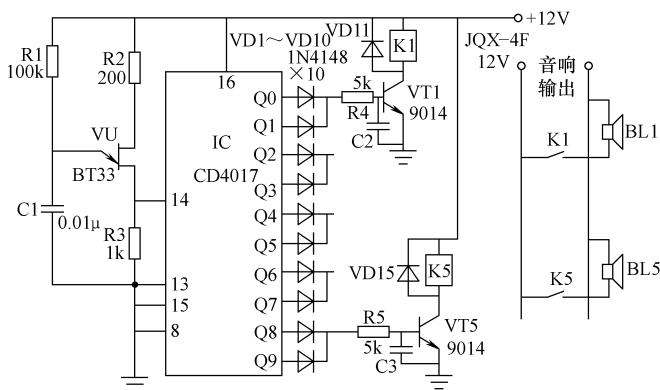 +12V
VD1～VD10
1N4148
×10
VD11
K1
JQX-4F
12V
音响
输出
R1
100k
R2
200
16
5k
R4
VT1
9014
C2
Q0
Q1
Q2
Q3
Q4
Q5
Q6
Q7
Q8
Q9
IC
CD4017
VU
BT33
14
C1
0.01μ
R3
1k
13
15
8
VD15
K5
R5
5k
C3
VT5
9014
K1
BL1
K5
BL5